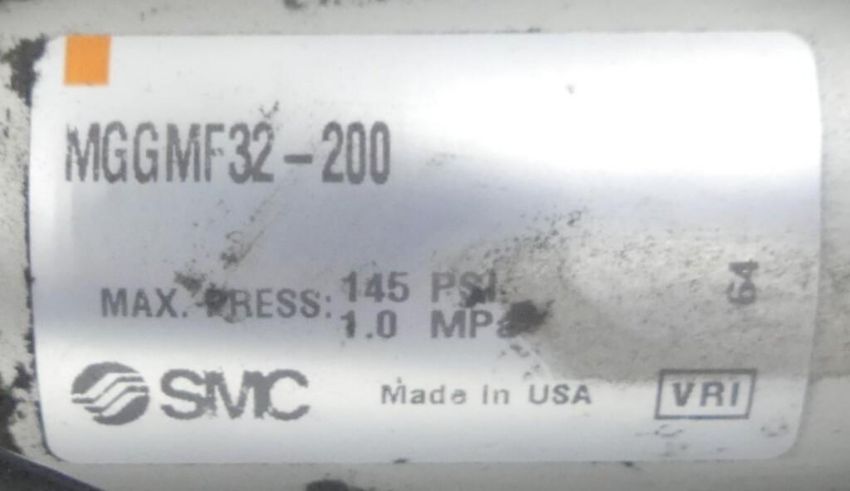 MGGMF32-200
MAX. PRESS: 145 PSI
1.0 MPa
64
SMC Made in USA VRI